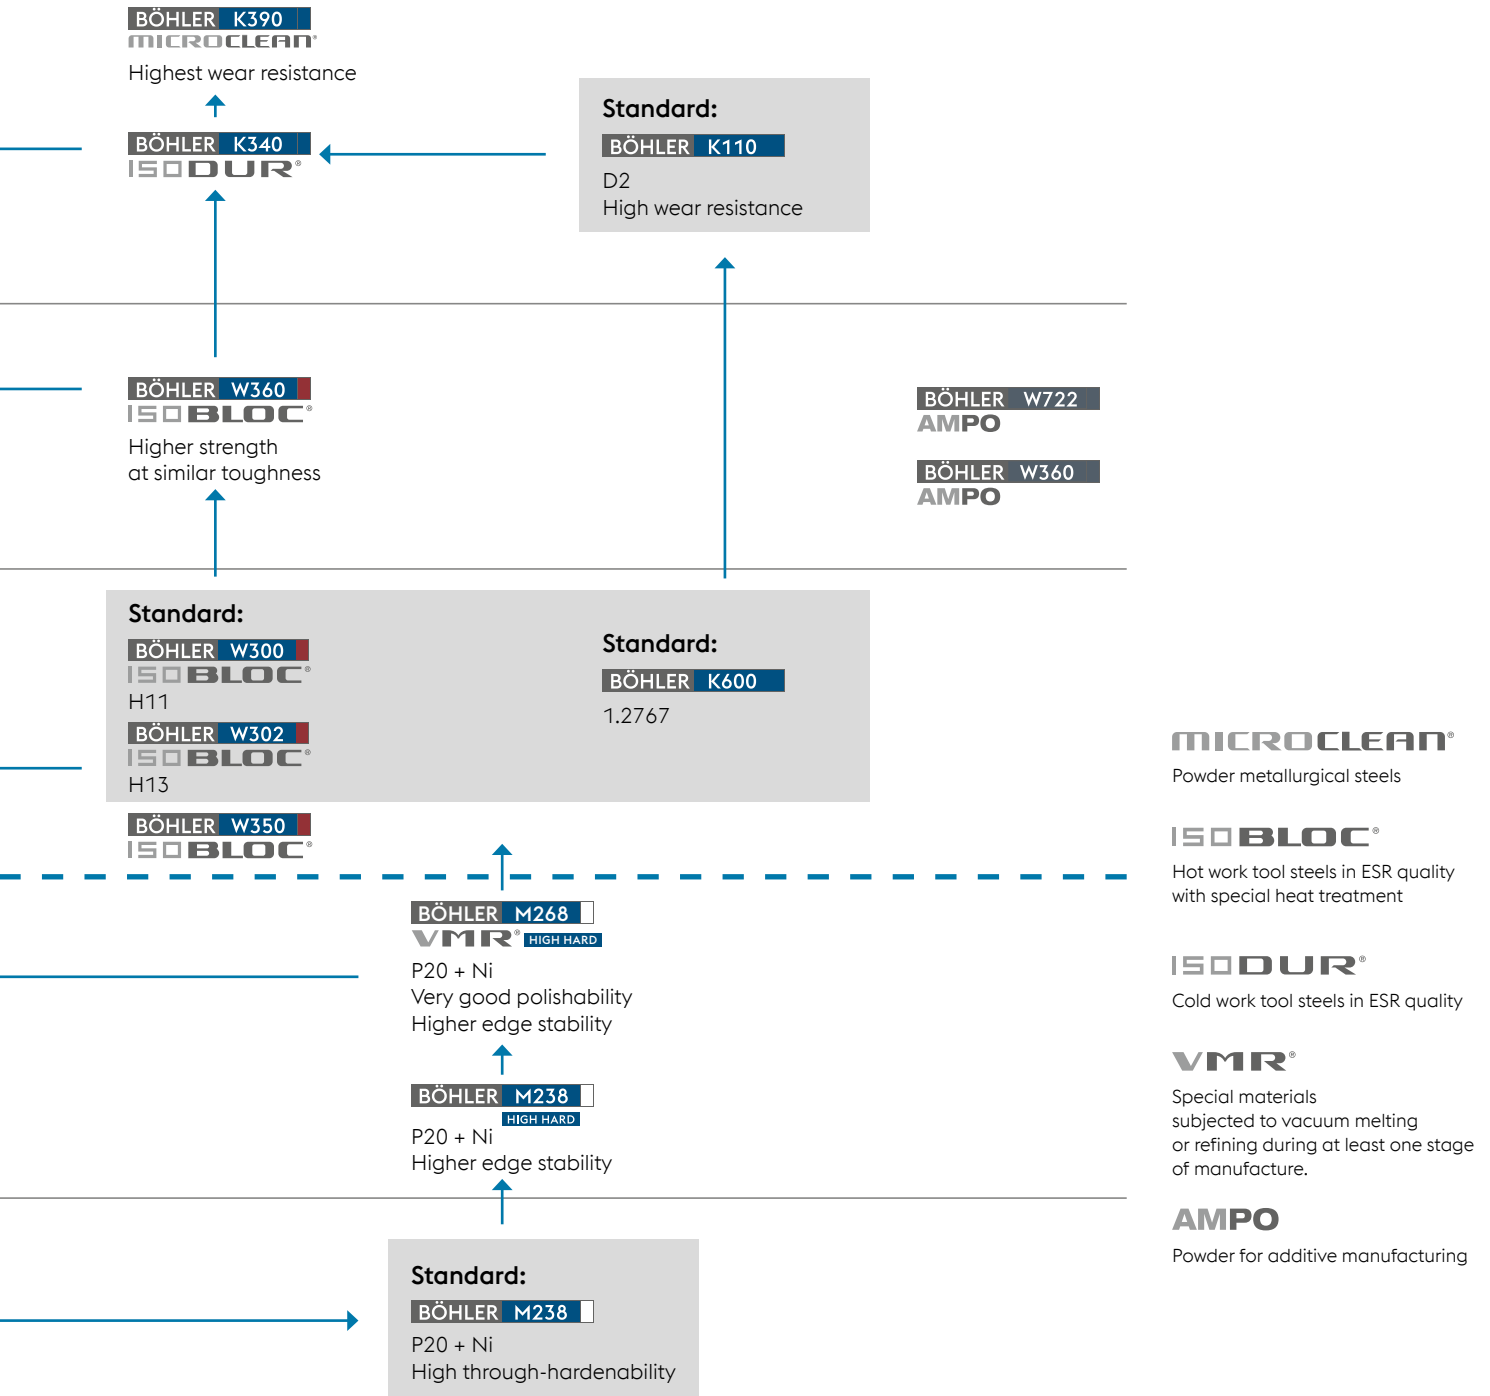 BÖHLER K390
MICROCLEAN®
Highest wear resistance
BÖHLER K340
ISODUR®
Standard:
BÖHLER K110
D2
High wear resistance
BÖHLER W360
ISOBLOC®
Higher strength
at similar toughness
BÖHLER W722
AMPO
BÖHLER W360
AMPO
Standard:
BÖHLER W300
ISOBLOC®
H11
BÖHLER W302
ISOBLOC®
H13
Standard:
BÖHLER K600
1.2767
BÖHLER W350
ISOBLOC®
BÖHLER M268
VMR® HIGH HARD
P20 + Ni
Very good polishability
Higher edge stability
BÖHLER M238
HIGH HARD
P20 + Ni
Higher edge stability
Standard:
BÖHLER M238
P20 + Ni
High through-hardenability
MICROCLEAN®
Powder metallurgical steels
ISOBLOC®
Hot work tool steels in ESR quality
with special heat treatment
ISODUR®
Cold work tool steels in ESR quality
VMR®
Special materials
subjected to vacuum melting
or refining during at least one stage
of manufacture.
AMPO
Powder for additive manufacturing